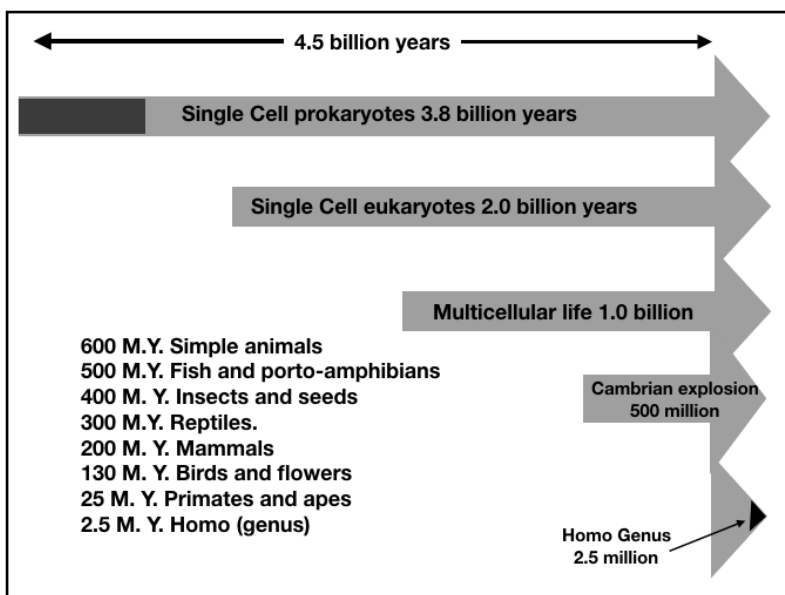 4.5 billion years
Single Cell prokaryotes 3.8 billion years
Single Cell eukaryotes 2.0 billion years
Multicellular life 1.0 billion
600 M.Y. Simple animals
500 M.Y. Fish and porto-amphibians
400 M. Y. Insects and seeds
300 M.Y. Reptiles.
200 M. Y. Mammals
130 M. Y. Birds and flowers
25 M. Y. Primates and apes
2.5 M. Y. Homo (genus)
Cambrian explosion
500 million
Homo Genus
2.5 million